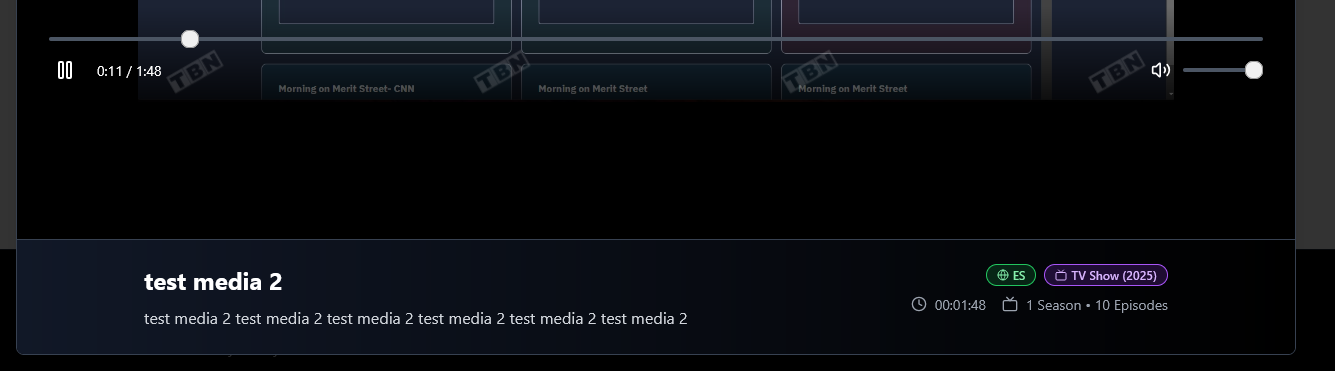 0:11 / 1:48
TBN TBN TBN TBN
Morning on Merit Street- CNN
Morning on Merit Street
Morning on Merit Street
test media 2
ES
TV Show (2025)
00:01:48
1 Season • 10 Episodes
test media 2 test media 2 test media 2 test media 2 test media 2 test media 2